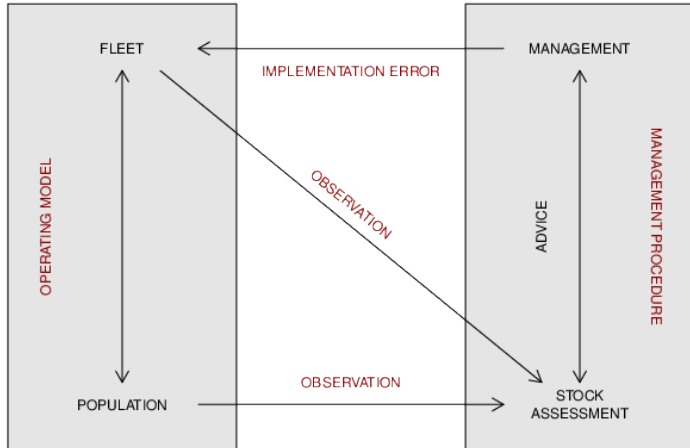 FLEET
MANAGEMENT
IMPLEMENTATION ERROR
OPERATING MODEL
OBSERVATION
ADVICE
MANAGEMENT PROCEDURE
OBSERVATION
POPULATION
STOCK
ASSESSMENT